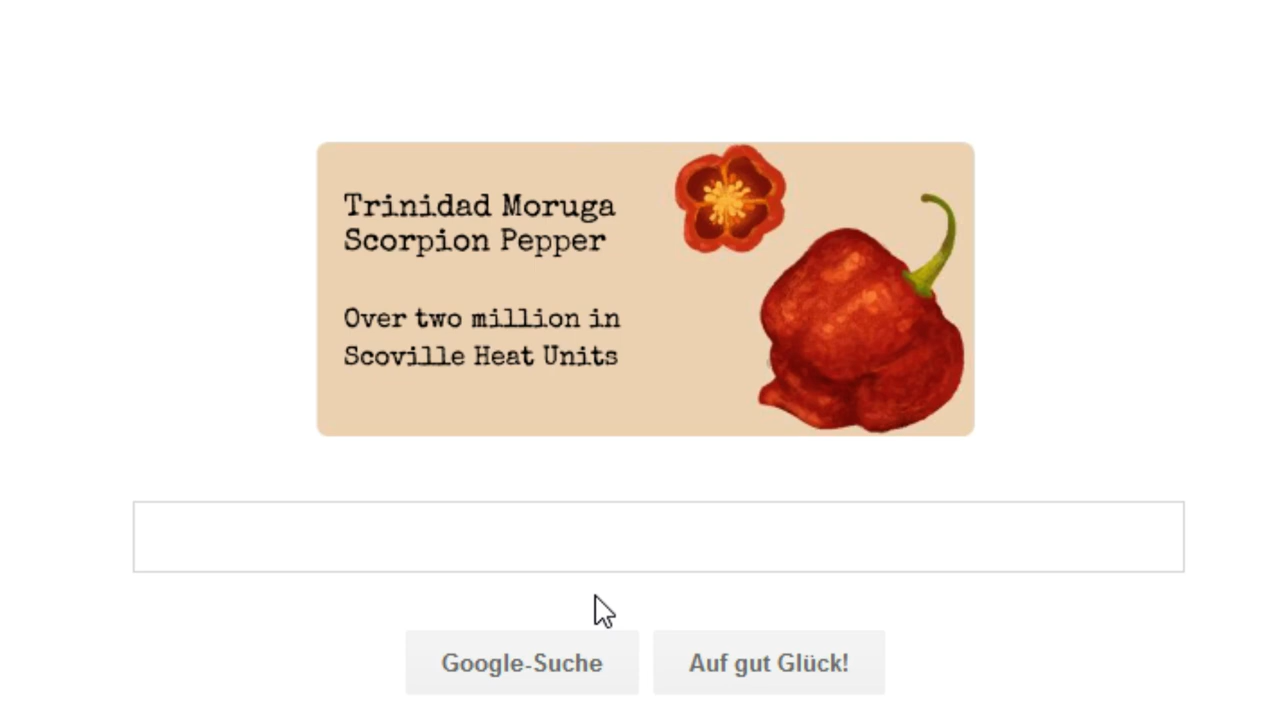 Trinidad Moruga
Scorpion Pepper
Over two million in
Scoville Heat Units
Google-Suche
Auf gut Glück!